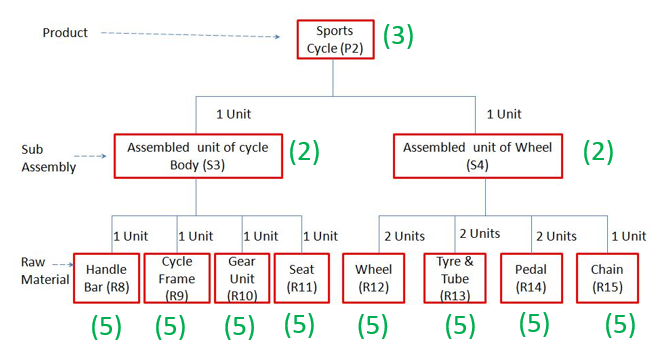 Product
Sports
Cycle (P2)
(3)
1 Unit
1 Unit
Sub
Assembly
Assembled unit of cycle
Body (S3)
(2)
Assembled unit of Wheel
(S4)
(2)
1 Unit
1 Unit
1 Unit
1 Unit
2 Units
2 Units
2 Units
1 Unit
Raw
Material
Handle
Bar (R8)
Cycle
Frame
(R9)
Gear
Unit
(R10)
Seat
(R11)
Wheel
(R12)
Tyre &
Tube
(R13)
Pedal
(R14)
Chain
(R15)
(5)
(5)
(5)
(5)
(5)
(5)
(5)
(5)